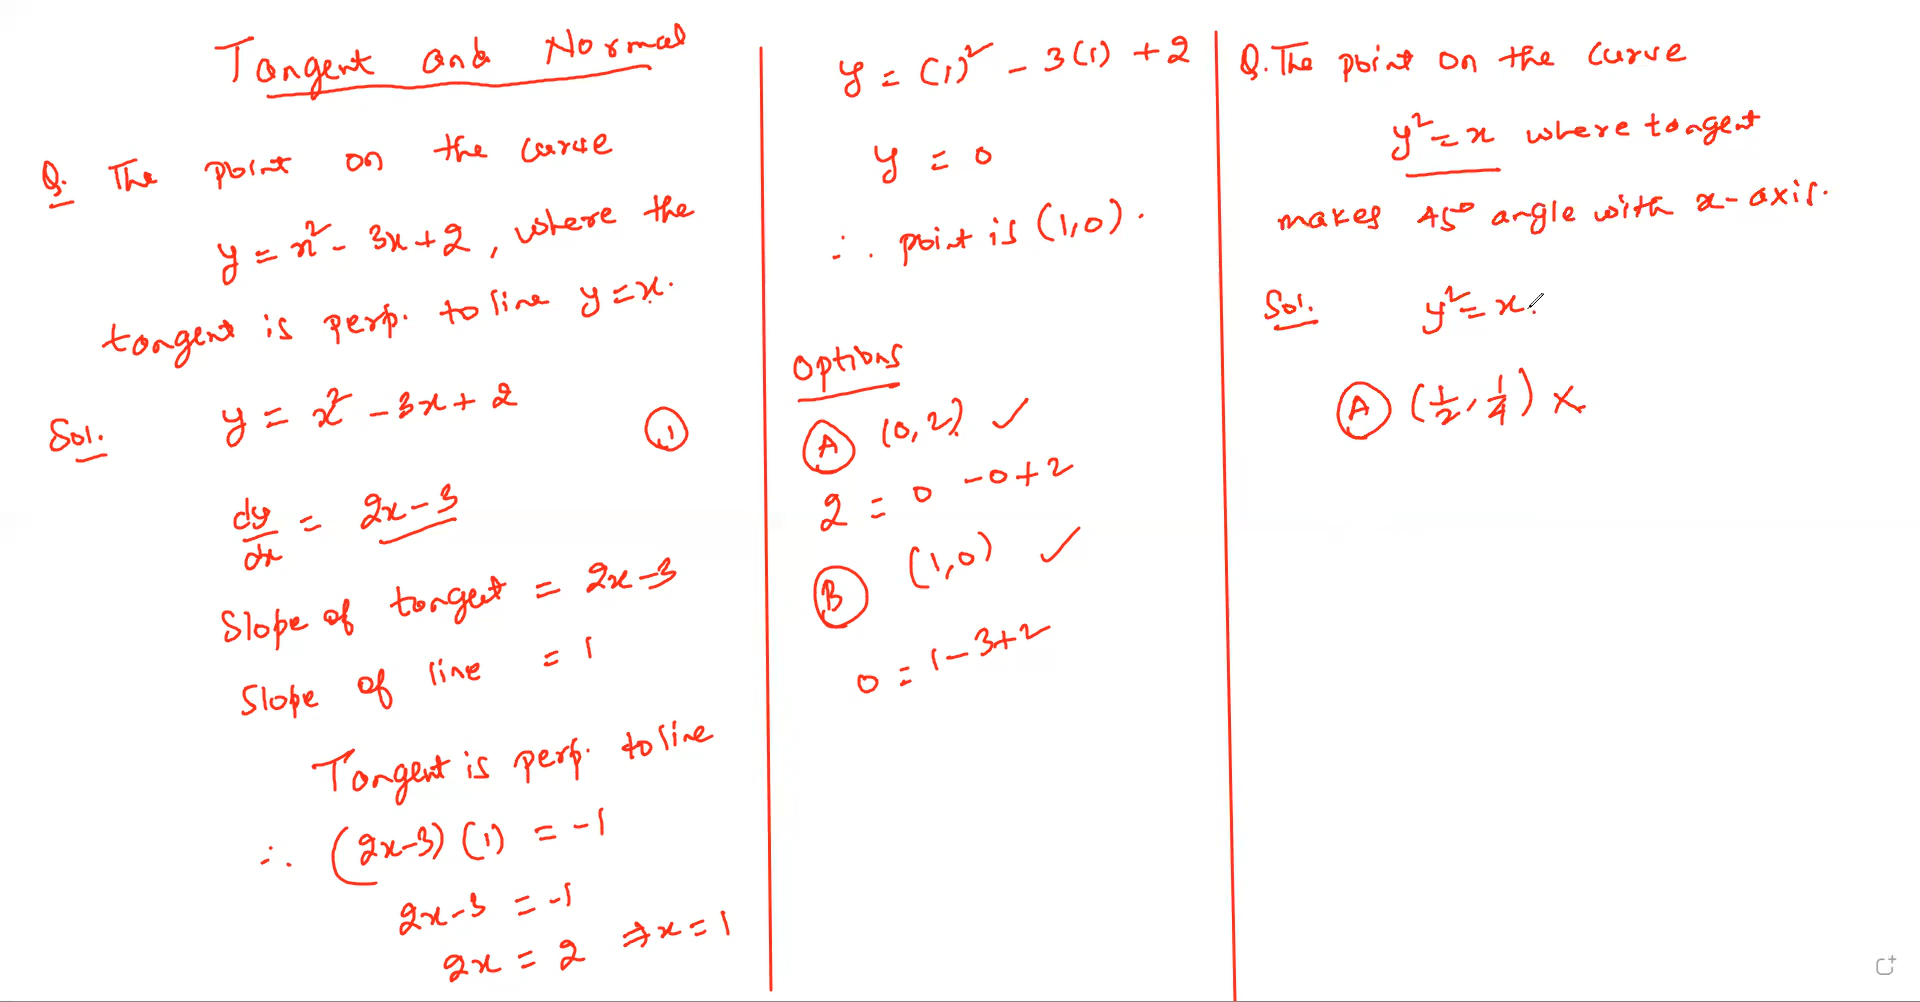 Tangent and Normal
Q. The point on the curve
y = x² - 3x + 2, where the
tangent is perp. to line y = x.
Sol. y = x² - 3x + 2
①
dy/dx = 2x - 3
Slope of tangent = 2x - 3
Slope of line = 1
Tangent is perp. to line
∴ (2x-3) (1) = -1
2x - 3 = -1
2x = 2 ⇒ x = 1
y = (1)² - 3(1) + 2
y = 0
∴ point is (1,0).
Options
Ⓐ (0,2) ✓
2 = 0 - 0 + 2
Ⓑ (1,0) ✓
0 = 1 - 3 + 2
Q. The point on the curve
y² = x where tangent
makes 45° angle with x-axis.
Sol. y² = x.
Ⓐ (1/2, 1/4) ×